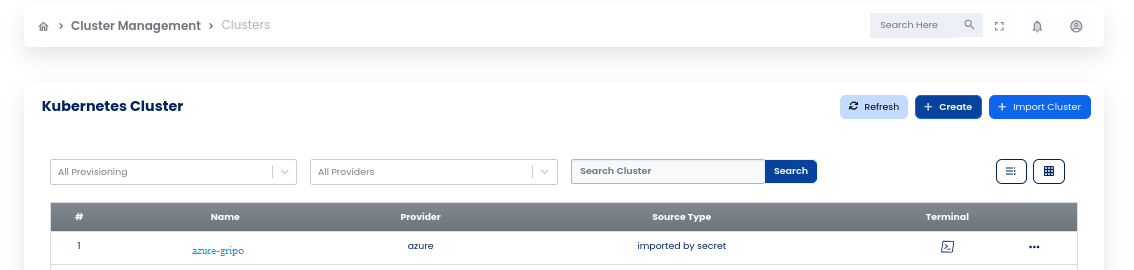 Cluster Management > Clusters
Search Here
Kubernetes Cluster
Refresh
+ Create
+ Import Cluster
All Provisioning
All Providers
Search Cluster
Search
# Name Provider Source Type Terminal
1 azure-gripo azure imported by secret ...